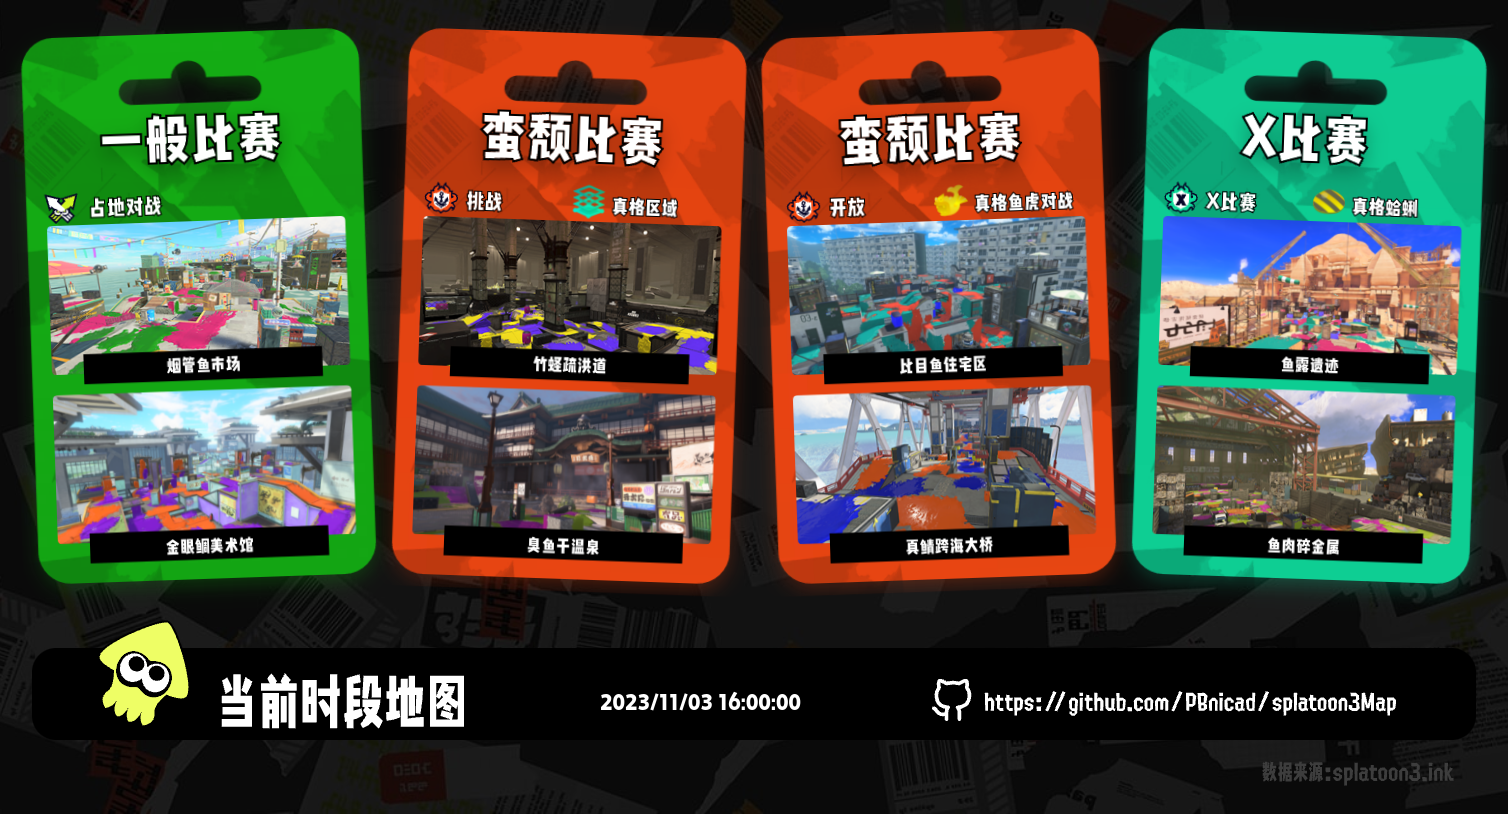 一般比赛
占地对战
烟管鱼市场
金眼鲷美术馆
蛮颓比赛
挑战
真格区域
竹蛏疏洪道
臭鱼干温泉
蛮颓比赛
开放
真格鱼虎对战
比目鱼住宅区
真鲭跨海大桥
X比赛
X比赛
真格蛤蜊
鱼露遗迹
鱼肉碎金属
当前时段地图
2023/11/03 16:00:00
https://github.com/PBnicad/splatoon3Map
数据来源:splatoon3.ink